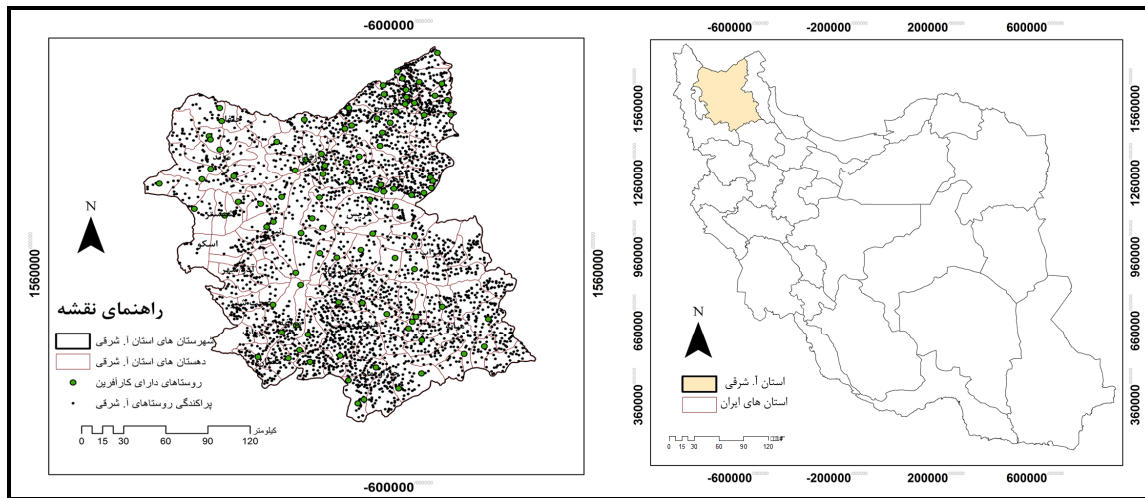 -600000
1560000
1560000
اسکو
N
راهنمای نقشه
شهرستان های استان آ. شرقی
دهستان های استان آ. شرقی
روستاهای دارای کارآفرین
پراکندگی روستاهای آ. شرقی
کیلومتر
0 15 30 60 90 120
-600000
-600000 -200000 200000 600000
1560000
1260000
960000
660000
360000
1560000
1260000
960000
660000
360000
N
استان آ. شرقی
استان های ایران
0 15 30 60 90 120
-600000 -200000 200000 600000